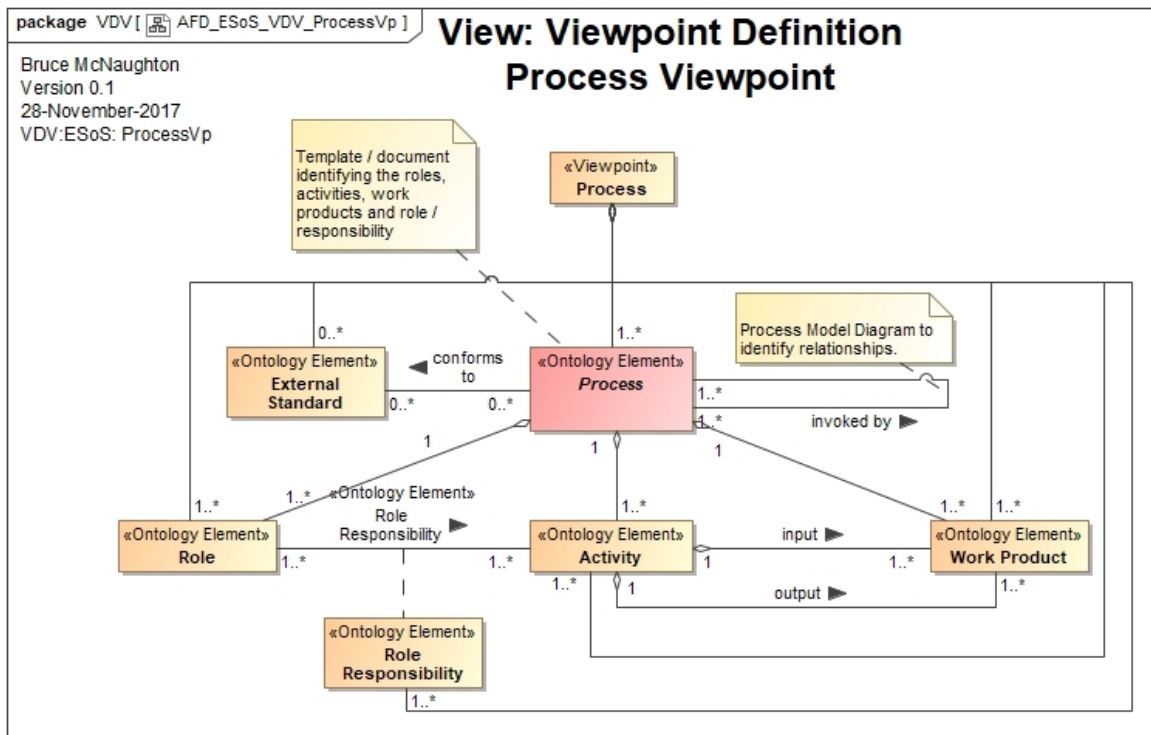 package VDV [ AFD_ESoS_VDV_ProcessVp ]
View: Viewpoint Definition
Process Viewpoint
Bruce McNaughton
Version 0.1
28-November-2017
VDV:ESoS: ProcessVp
Template / document
identifying the roles,
activities, work
products and role /
responsibility
«Viewpoint»
Process
Process Model Diagram to
identify relationships.
0..*
1..*
«Ontology Element»
External
Standard
conforms
to
0..*
0..*
«Ontology Element»
Process
1..*
1..*
invoked by
1
1
1
1..*
1..*
«Ontology Element»
Role
Responsibility
1..*
1..*
1..*
«Ontology Element»
Role
1..*
1..*
«Ontology Element»
Activity
input
1
1..*
«Ontology Element»
Work Product
1..*
1
output
1..*
«Ontology Element»
Role
Responsibility
1..*